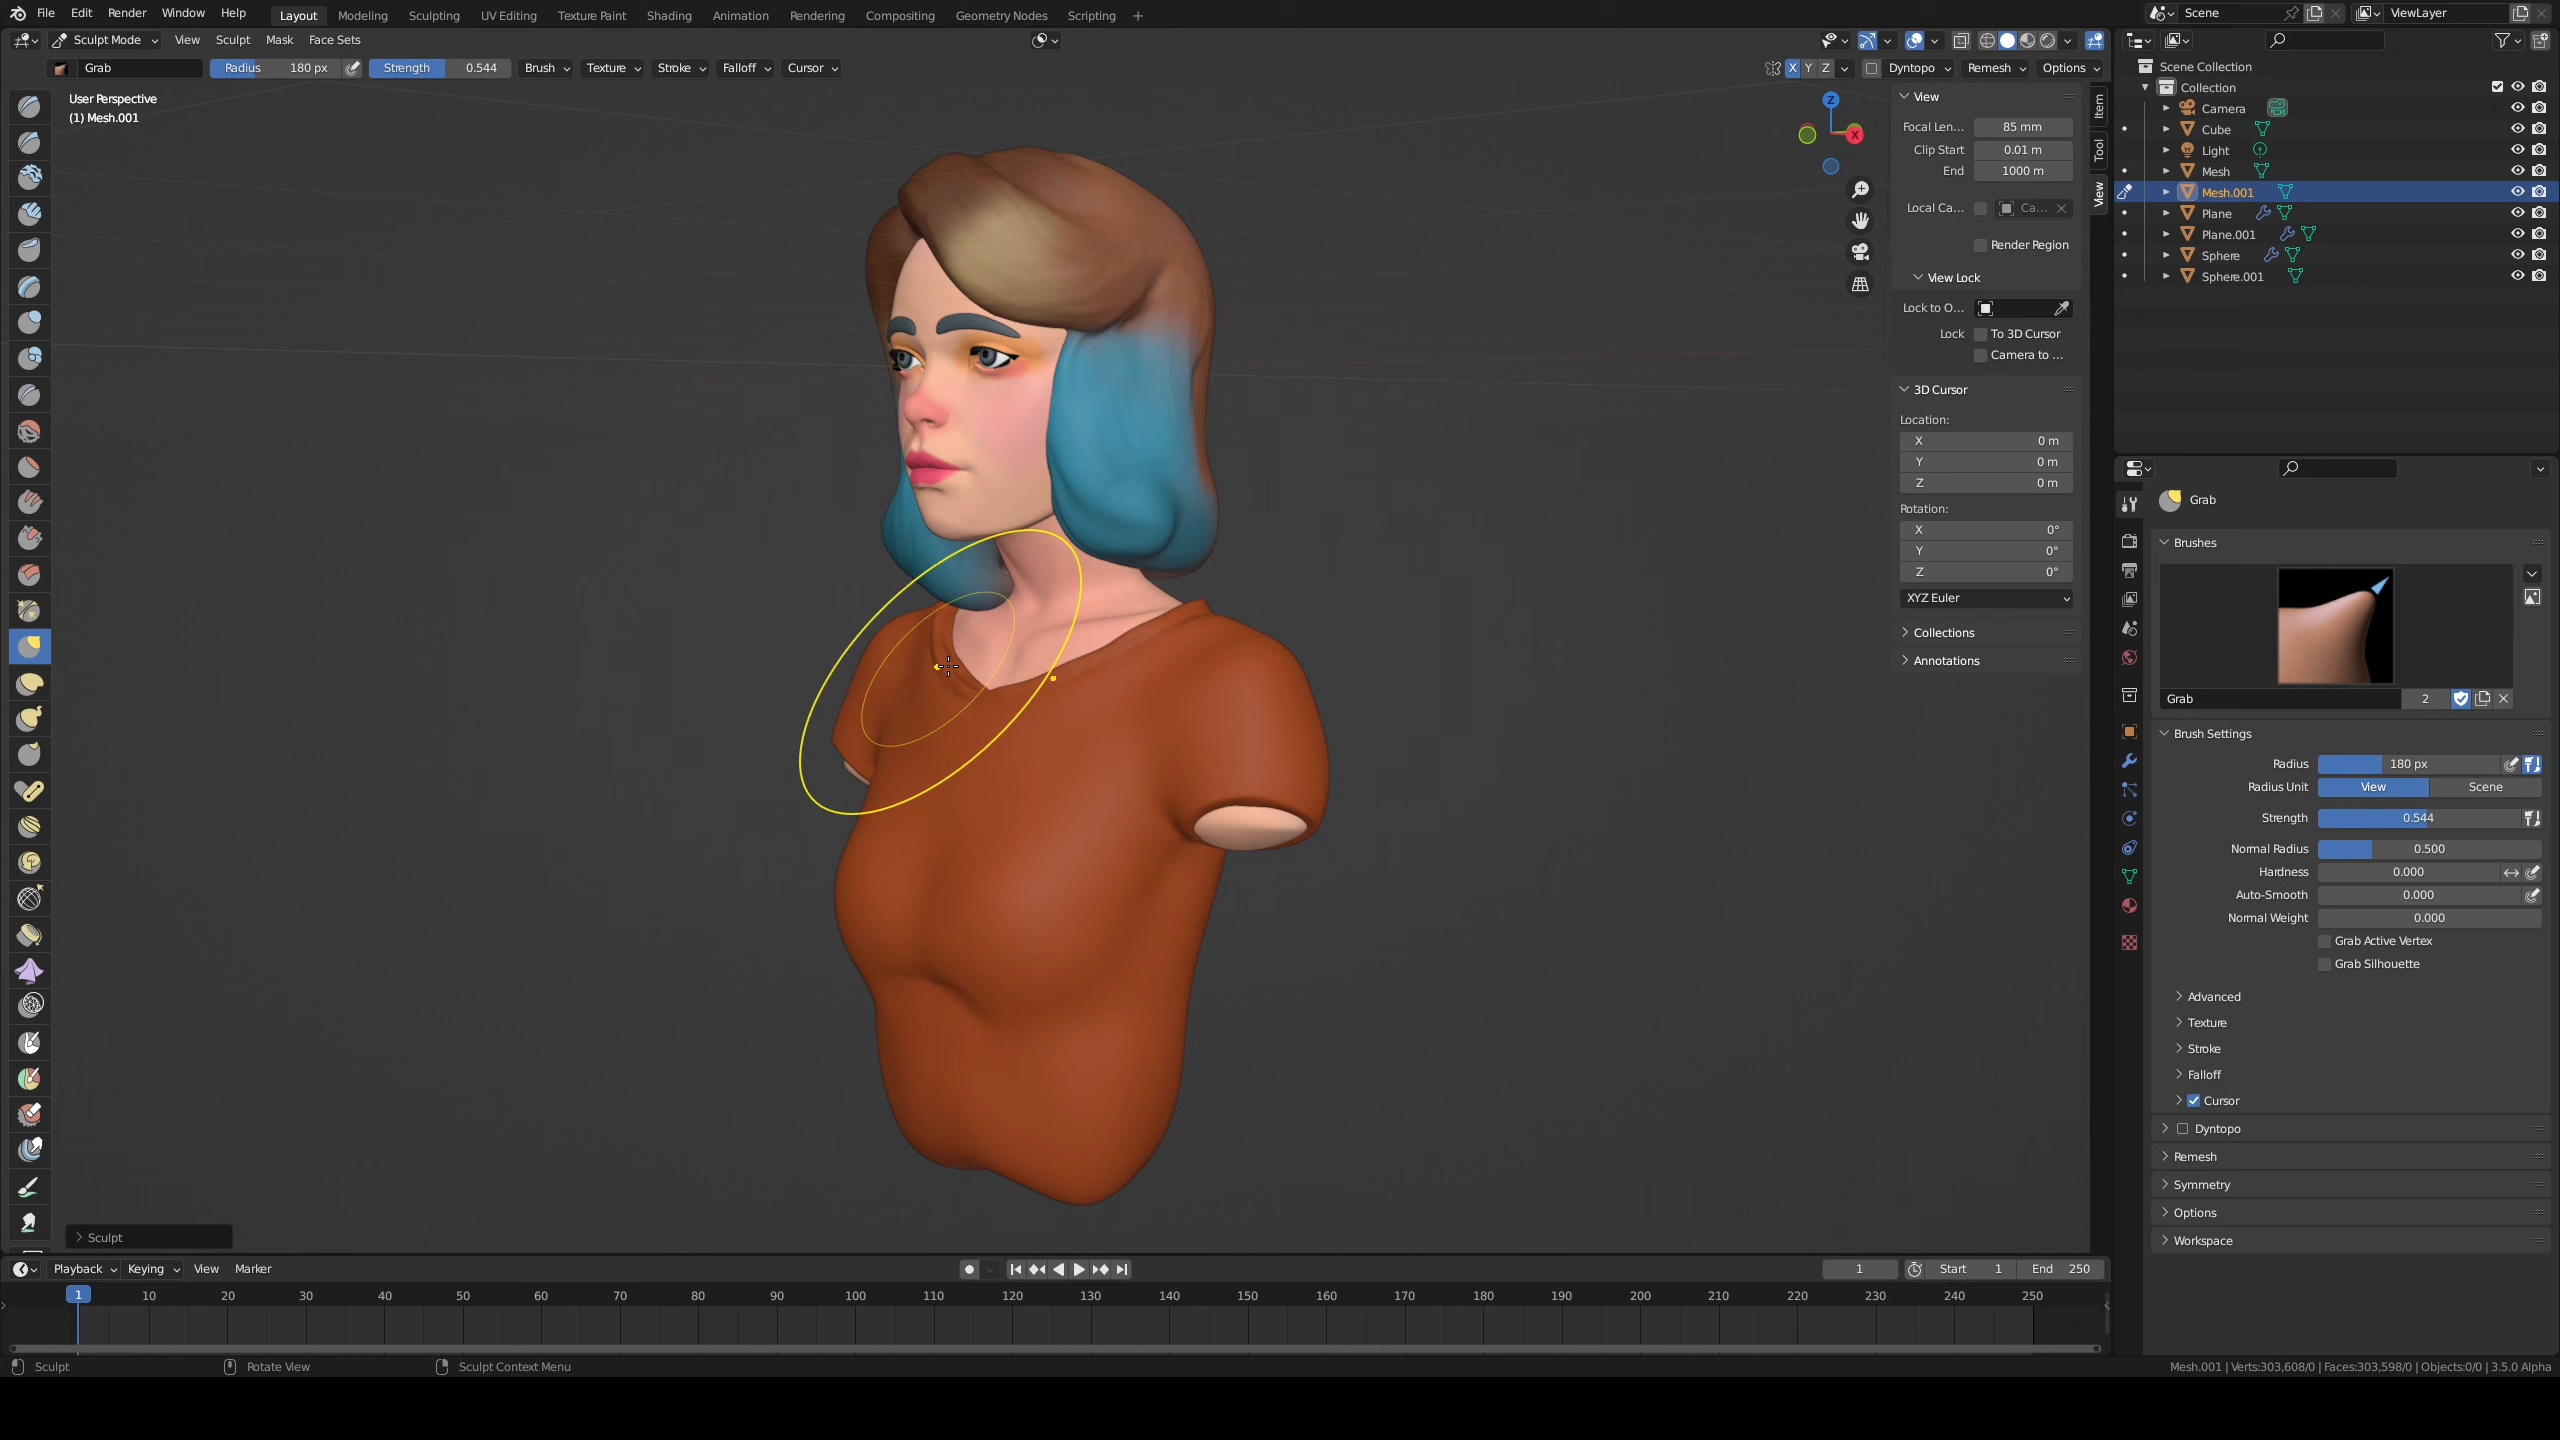 File Edit Render Window Help Layout Modeling Sculpting UV Editing Texture Paint Shading Animation Rendering Compositing Geometry Nodes Scripting + Scene ViewLayer
Sculpt Mode View Sculpt Mask Face Sets
Grab Radius 180 px Strength 0.544 Brush Texture Stroke Falloff Cursor X Y Z Dyntopo Remesh Options
User Perspective
(1) Mesh.001
Z
X
View
Focal Len... 85 mm
Clip Start 0.01 m
End 1000 m
Local Ca... Ca...
Render Region
View Lock
Lock to O...
Lock To 3D Cursor
Camera to ...
3D Cursor
Location:
X 0 m
Y 0 m
Z 0 m
Rotation:
X 0°
Y 0°
Z 0°
XYZ Euler
Collections
Annotations
Item
Tool
View
Scene Collection
Collection
Camera
Cube
Light
Mesh
Mesh.001
Plane
Plane.001
Sphere
Sphere.001
Grab
Brushes
Grab 2
Brush Settings
Radius 180 px
Radius Unit View Scene
Strength 0.544
Normal Radius 0.500
Hardness 0.000
Auto-Smooth 0.000
Normal Weight 0.000
Grab Active Vertex
Grab Silhouette
Advanced
Texture
Stroke
Falloff
Cursor
Dyntopo
Remesh
Symmetry
Options
Workspace
Sculpt
Playback Keying View Marker 1 Start 1 End 250
1 10 20 30 40 50 60 70 80 90 100 110 120 130 140 150 160 170 180 190 200 210 220 230 240 250
Sculpt Rotate View Sculpt Context Menu Mesh.001 | Verts:303,608/0 | Faces:303,598/0 | Objects:0/0 | 3.5.0 Alpha